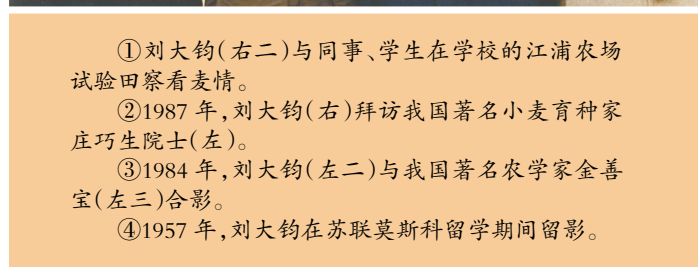 ①刘大钧(右二)与同事、学生在学校的江浦农场
试验田察看麦情。
②1987 年,刘大钧(右)拜访我国著名小麦育种家
庄巧生院士(左)。
③1984 年,刘大钧(左二)与我国著名农学家金善
宝(左三)合影。
④1957 年,刘大钧在苏联莫斯科留学期间留影。